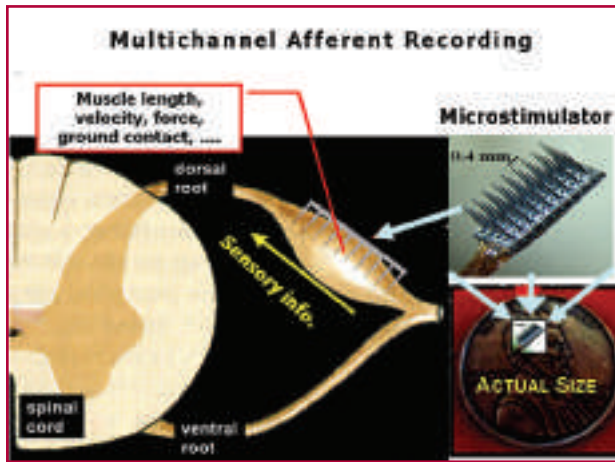 Multichannel Afferent Recording
Muscle length,
velocity, force,
ground contact, ....
Microstimulator
0.4 mm
dorsal
root
Sensory info.
ACTUAL SIZE
spinal
cord
ventral
root